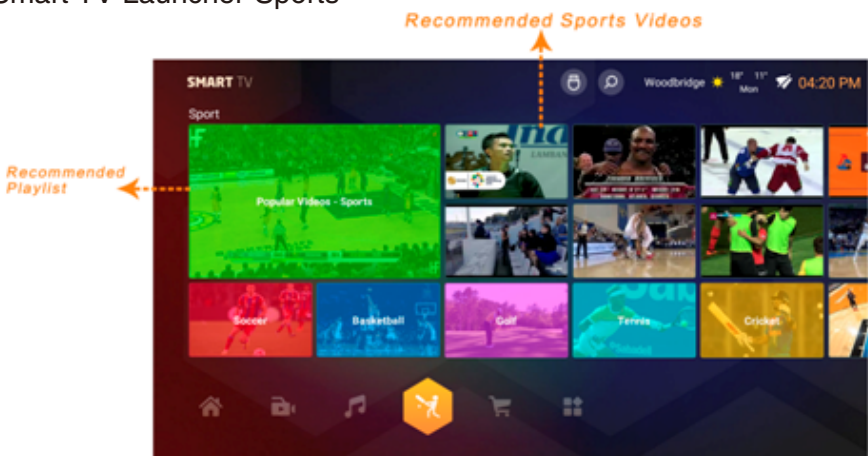 Smart TV Launcher Sports
Recommended Sports Videos
SMART TV
Woodbridge
18° 11°
Mon
04:20 PM
Sport
Recommended
Playlist
Popular Videos - Sports
Soccer
Basketball
Golf
Tennis
Cricket